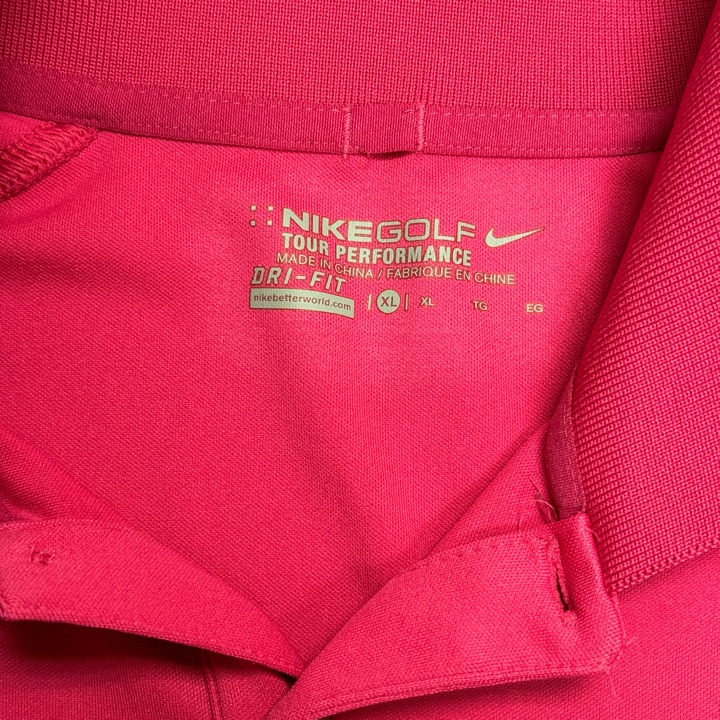 NIKEGOLF
TOUR PERFORMANCE
MADE IN CHINA / FABRIQUE EN CHINE
DRI-FIT
nikebetterworld.com | XL | XL TG EG